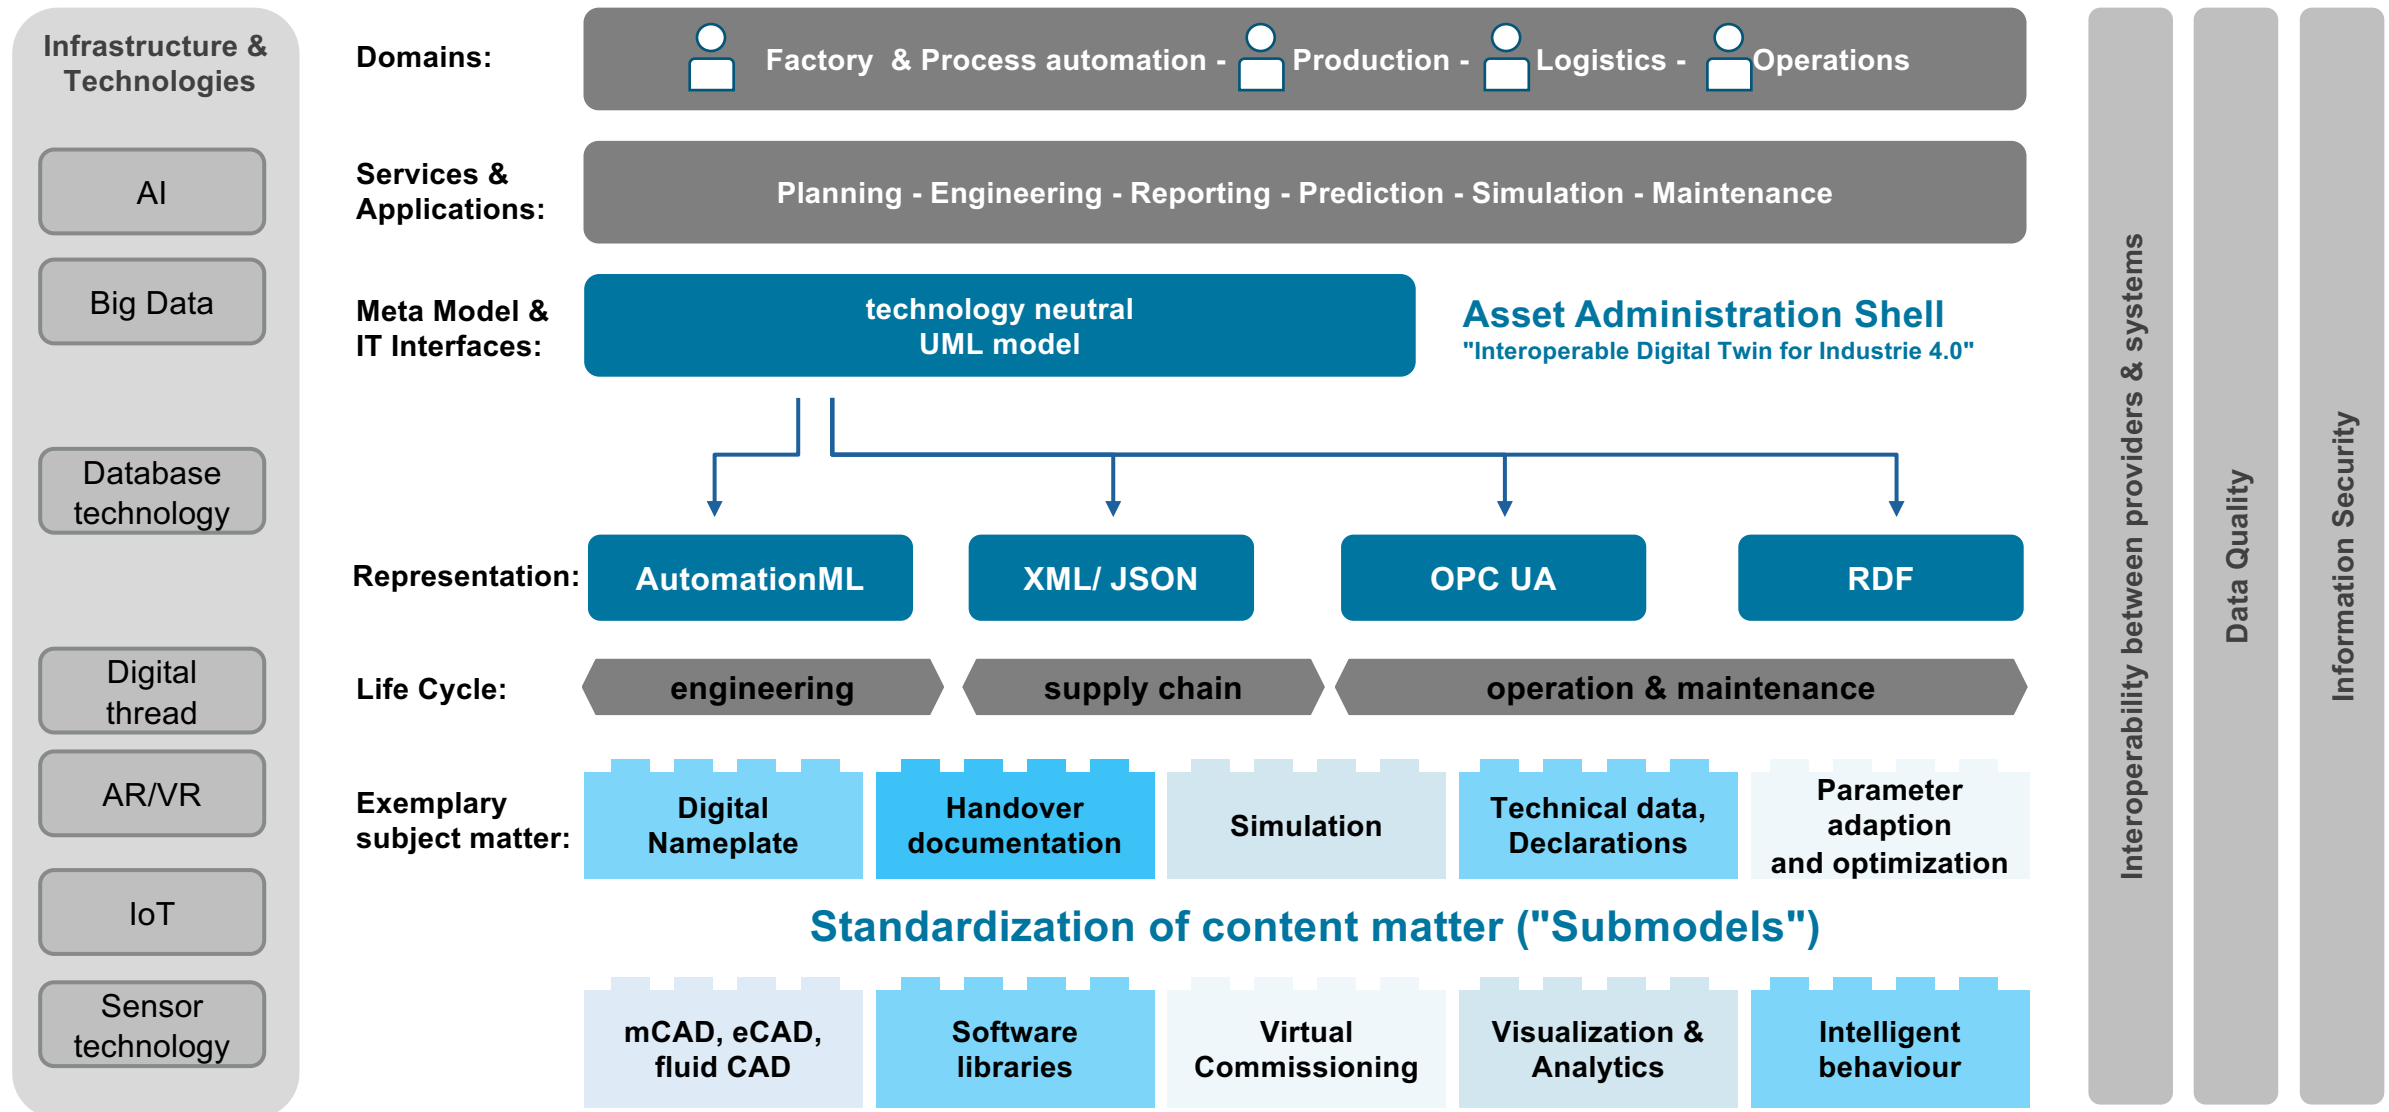 Infrastructure &
Technologies
AI
Big Data
Database
technology
Digital
thread
AR/VR
IoT
Sensor
technology
Domains:
Factory & Process automation - Production - Logistics - Operations
Services &
Applications:
Planning - Engineering - Reporting - Prediction - Simulation - Maintenance
Meta Model &
IT Interfaces:
technology neutral
UML model
Asset Administration Shell
"Interoperable Digital Twin for Industrie 4.0"
Representation:
AutomationML
XML/ JSON
OPC UA
RDF
Life Cycle:
engineering
supply chain
operation & maintenance
Exemplary
subject matter:
Digital
Nameplate
Handover
documentation
Simulation
Technical data,
Declarations
Parameter
adaption
and optimization
Standardization of content matter ("Submodels")
mCAD, eCAD,
fluid CAD
Software
libraries
Virtual
Commissioning
Visualization &
Analytics
Intelligent
behaviour
Interoperability between providers & systems
Data Quality
Information Security